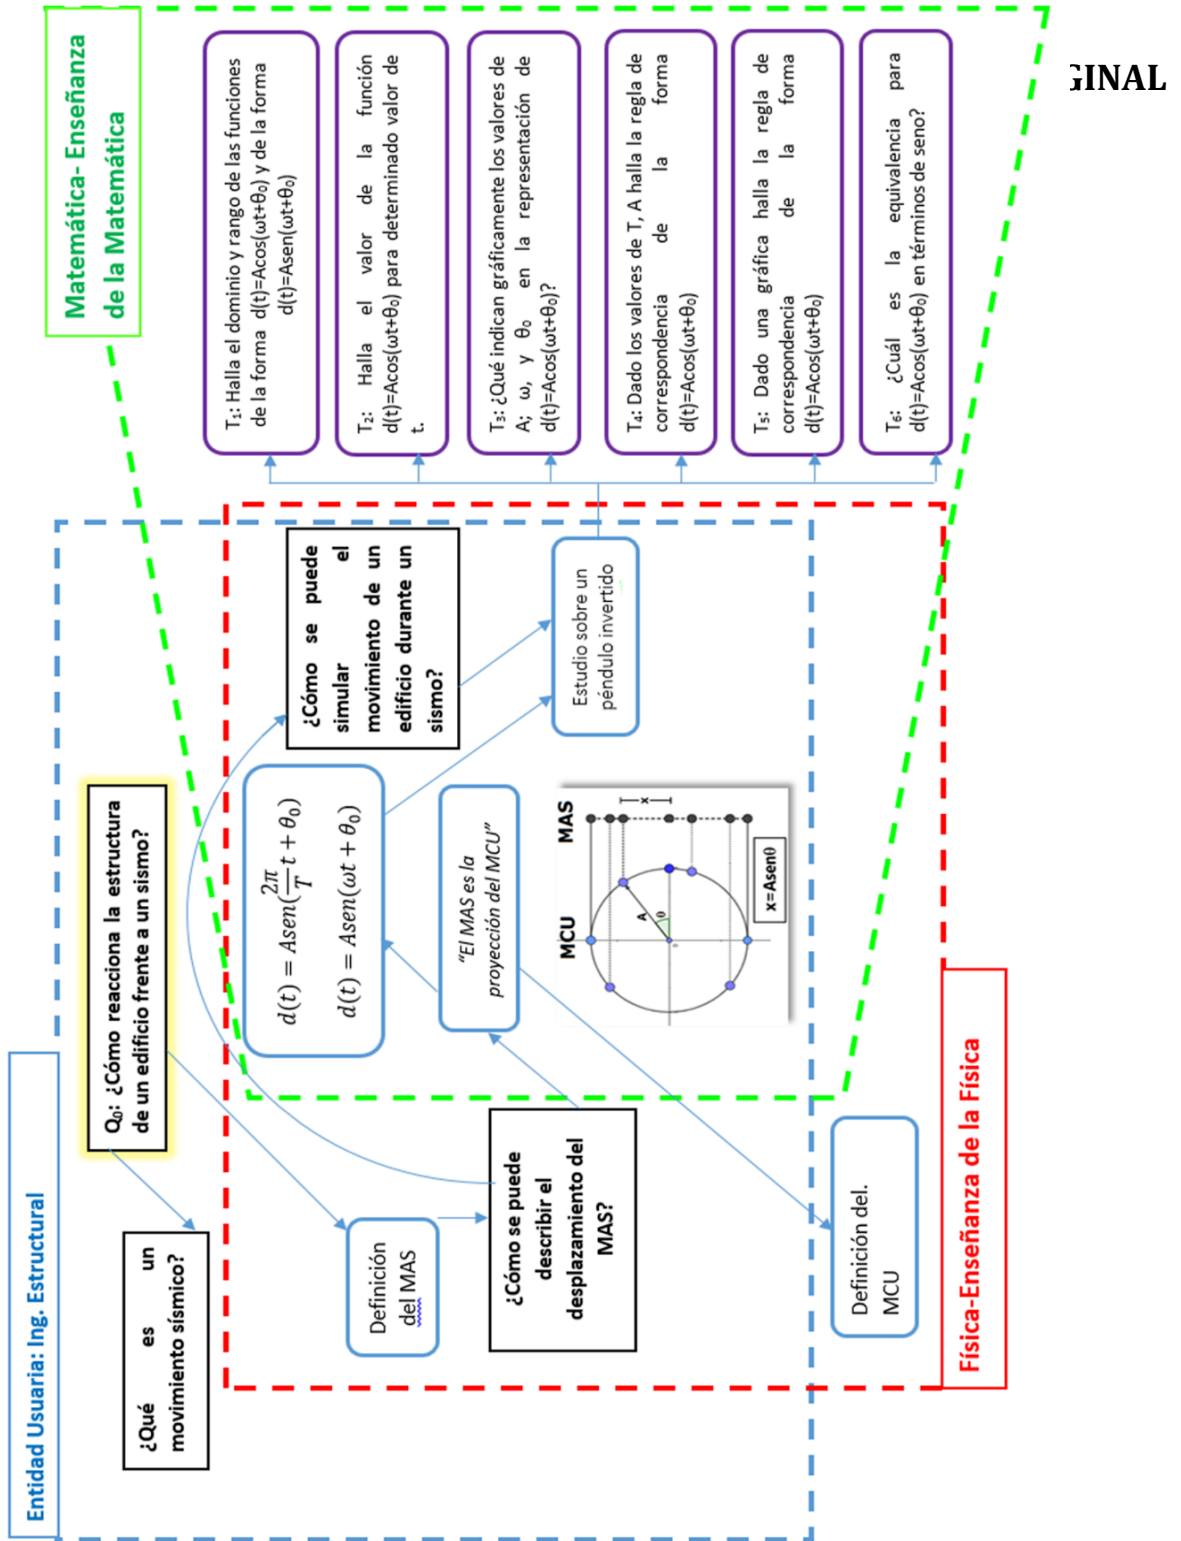 GINAL
Entidad Usuaria: Ing. Estructural
Matemática- Enseñanza
de la Matemática
Física-Enseñanza de la Física
Q₀: ¿Cómo reacciona la estructura
de un edificio frente a un sismo?
¿Qué es un
movimiento sísmico?
Definición
del MAS
¿Cómo se puede
describir el
desplazamiento del
MAS?
Definición del.
MCU
d(t) = Asen(2π/T t + θ₀)
d(t) = Asen(ωt + θ₀)
“El MAS es la
proyección del MCU”
MCU MAS
A
θ
0
x
x=Asenθ
¿Cómo se puede
simular el
movimiento de un
edificio durante un
sismo?
Estudio sobre un
péndulo invertido
T₁: Halla el dominio y rango de las funciones
de la forma d(t)=Acos(ωt+θ₀) y de la forma
d(t)=Asen(ωt+θ₀)
T₂: Halla el valor de la función
d(t)=Acos(ωt+θ₀) para determinado valor de
t.
T₃: ¿Qué indican gráficamente los valores de
A; ω, y θ₀ en la representación de
d(t)=Acos(ωt+θ₀)?
T₄: Dado los valores de T, A halla la regla de
correspondencia de la forma
d(t)=Acos(ωt+θ₀)
T₅: Dado una gráfica halla la regla de
correspondencia de la forma
d(t)=Acos(ωt+θ₀)
T₆: ¿Cuál es la equivalencia para
d(t)=Acos(ωt+θ₀) en términos de seno?